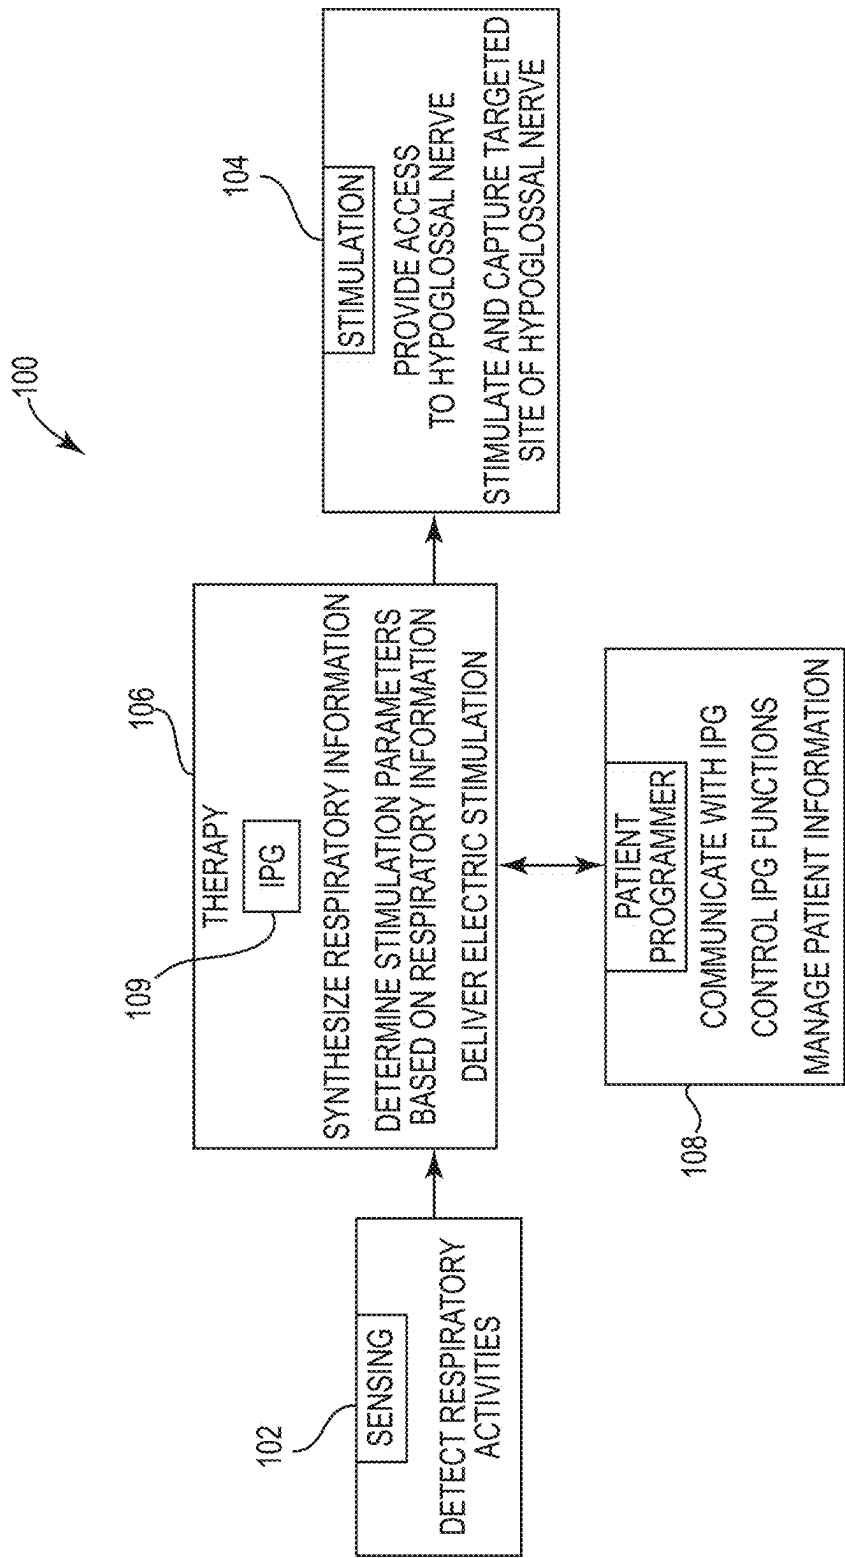 100
102
SENSING
DETECT RESPIRATORY
ACTIVITIES
106
THERAPY
109
IPG
SYNTHESIZE RESPIRATORY INFORMATION
DETERMINE STIMULATION PARAMETERS
BASED ON RESPIRATORY INFORMATION
DELIVER ELECTRIC STIMULATION
104
STIMULATION
PROVIDE ACCESS
TO HYPOGLOSSAL NERVE
STIMULATE AND CAPTURE TARGETED
SITE OF HYPOGLOSSAL NERVE
108
PATIENT
PROGRAMMER
COMMUNICATE WITH IPG
CONTROL IPG FUNCTIONS
MANAGE PATIENT INFORMATION